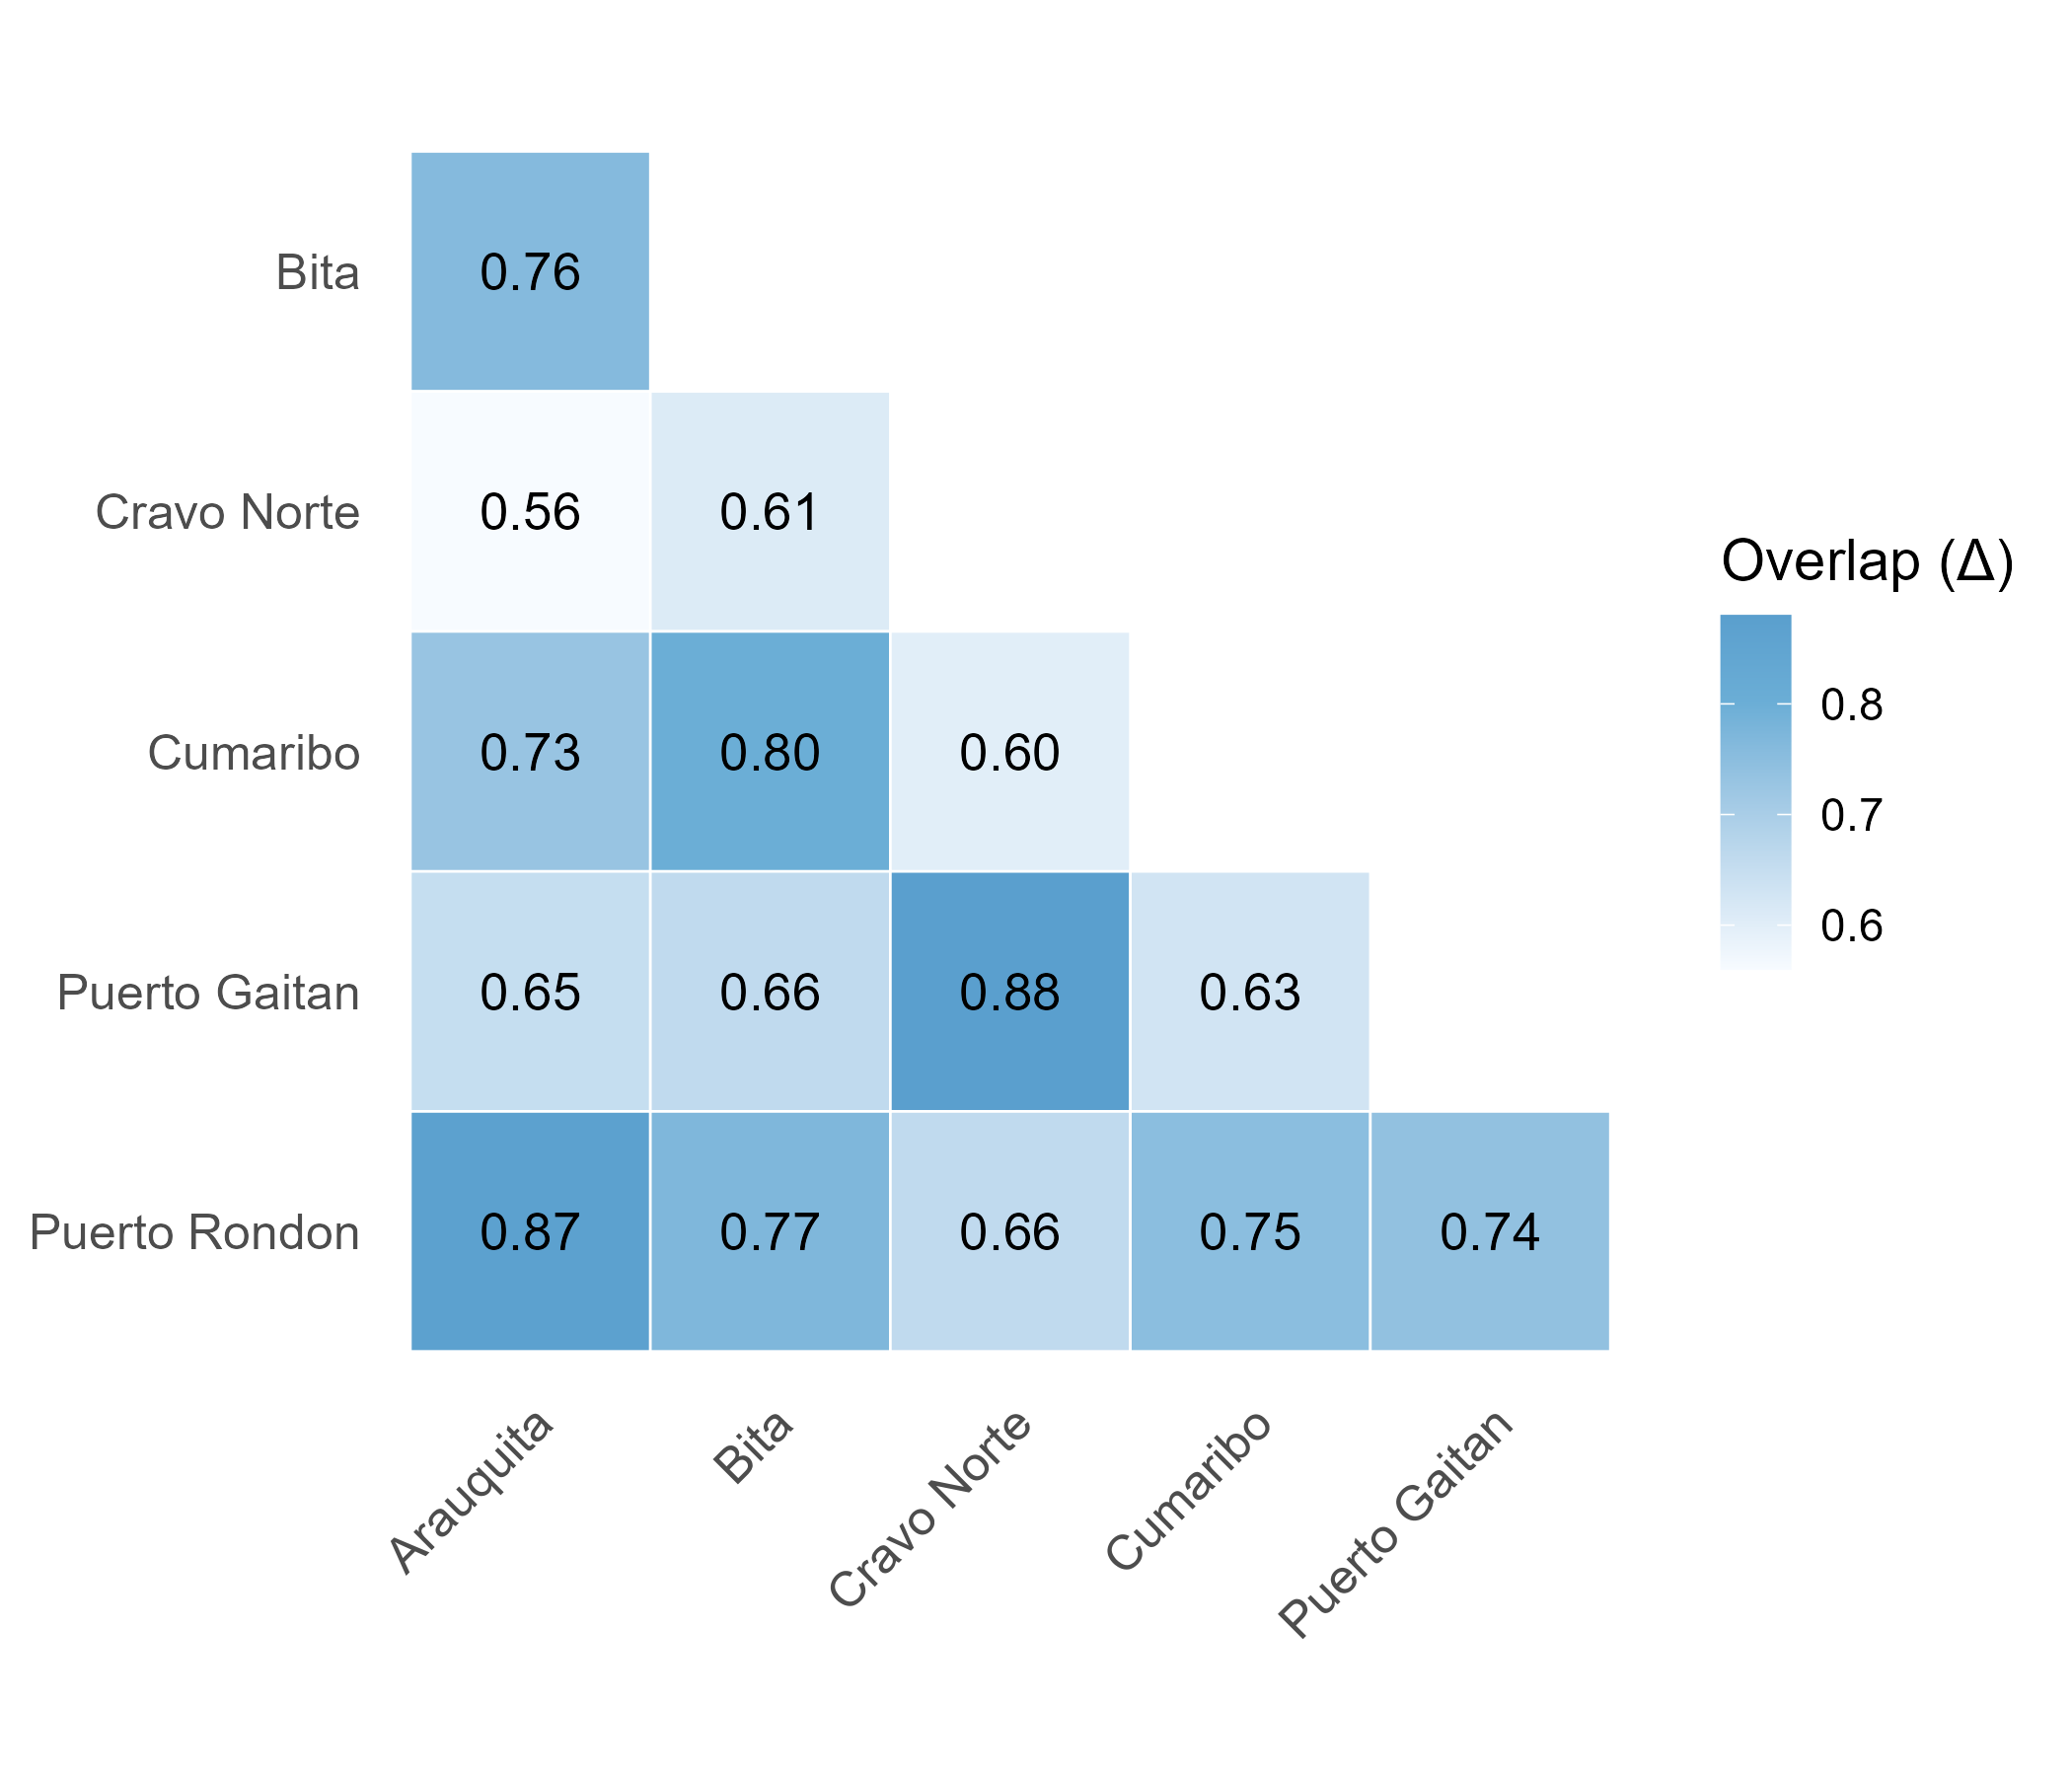 Bita 0.76
Cravo Norte 0.56 0.61
Overlap (Δ)
Cumaribo 0.73 0.80 0.60
0.8
0.7
0.6
Puerto Gaitan 0.65 0.66 0.88 0.63
Puerto Rondon 0.87 0.77 0.66 0.75 0.74
Arauquita
Bita
Cravo Norte
Cumaribo
Puerto Gaitan